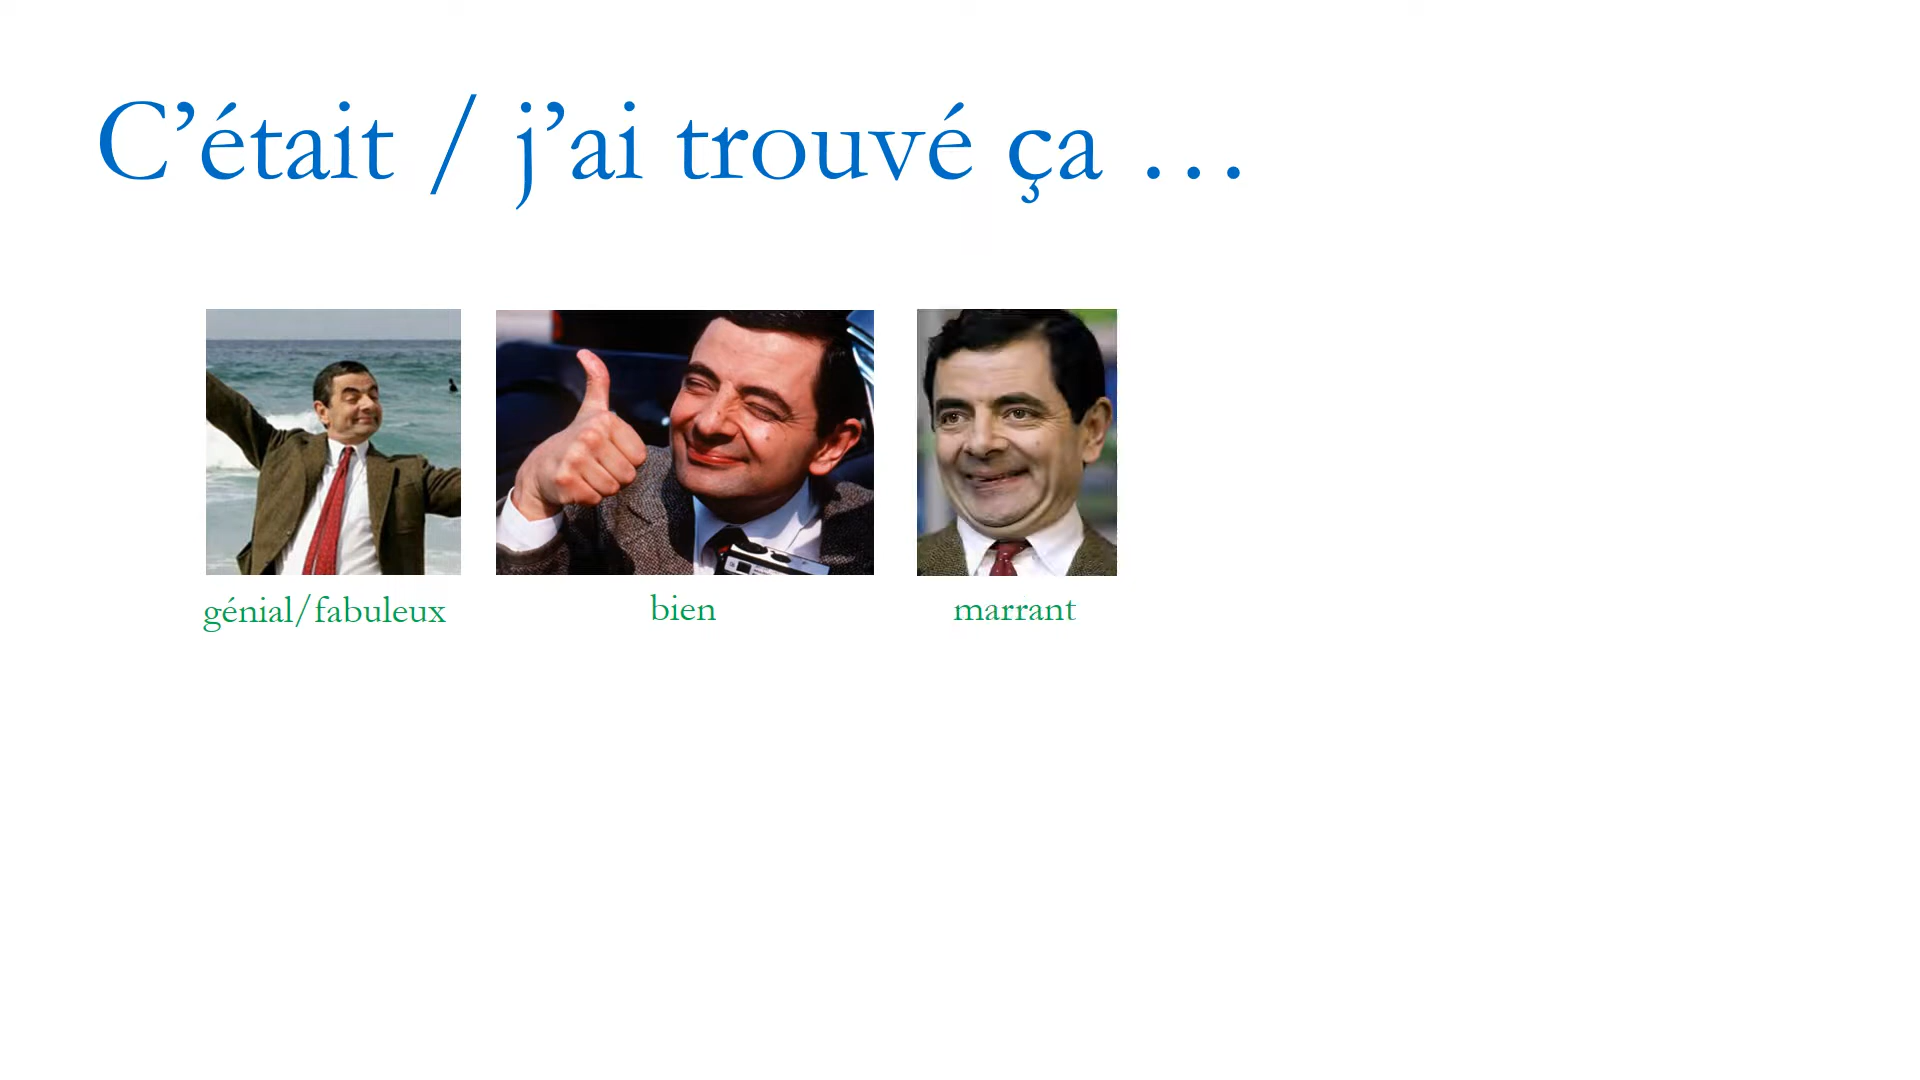 C’était / j’ai trouvé ça …
génial/fabuleux
bien
marrant